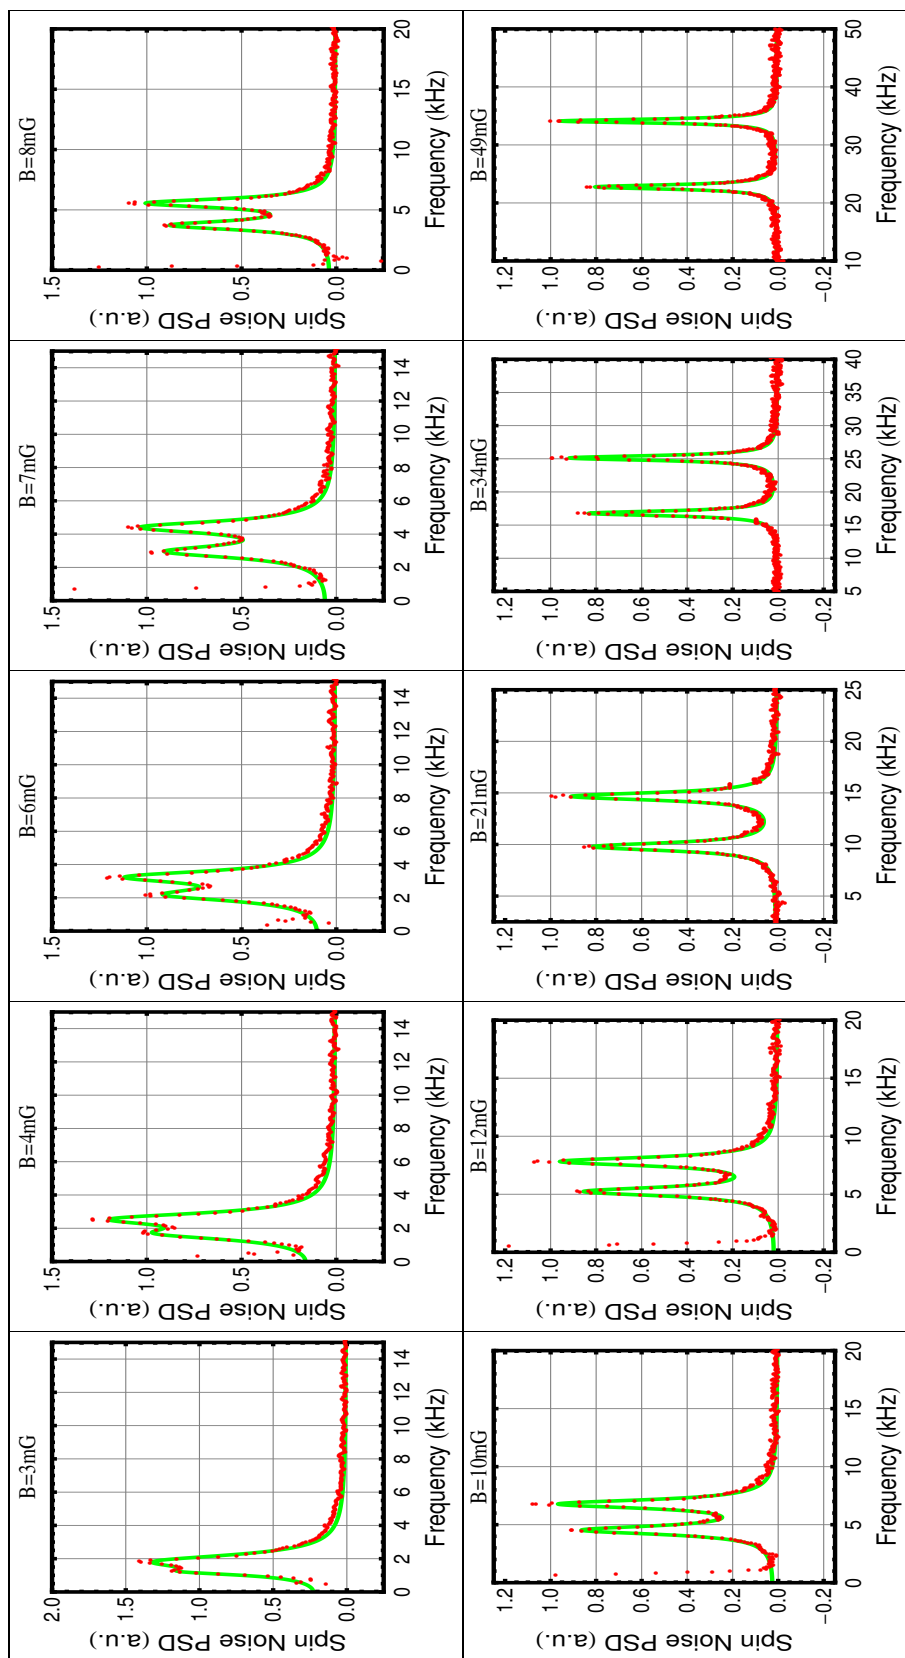 B=3mG
2.0
1.5
1.0
0.5
0.0
Spin Noise PSD (a.u.)
0 2 4 6 8 10 12 14
Frequency (kHz)
B=4mG
1.5
1.0
0.5
0.0
Spin Noise PSD (a.u.)
0 2 4 6 8 10 12 14
Frequency (kHz)
B=6mG
1.5
1.0
0.5
0.0
Spin Noise PSD (a.u.)
0 2 4 6 8 10 12 14
Frequency (kHz)
B=7mG
1.5
1.0
0.5
0.0
Spin Noise PSD (a.u.)
0 2 4 6 8 10 12 14
Frequency (kHz)
B=8mG
1.5
1.0
0.5
0.0
Spin Noise PSD (a.u.)
0 5 10 15 20
Frequency (kHz)
B=10mG
1.2
1.0
0.8
0.6
0.4
0.2
0.0
−0.2
Spin Noise PSD (a.u.)
0 5 10 15 20
Frequency (kHz)
B=12mG
1.2
1.0
0.8
0.6
0.4
0.2
0.0
−0.2
Spin Noise PSD (a.u.)
0 5 10 15 20
Frequency (kHz)
B=21mG
1.2
1.0
0.8
0.6
0.4
0.2
0.0
−0.2
Spin Noise PSD (a.u.)
5 10 15 20 25
Frequency (kHz)
B=34mG
1.2
1.0
0.8
0.6
0.4
0.2
0.0
−0.2
Spin Noise PSD (a.u.)
5 10 15 20 25 30 35 40
Frequency (kHz)
B=49mG
1.2
1.0
0.8
0.6
0.4
0.2
0.0
−0.2
Spin Noise PSD (a.u.)
10 20 30 40 50
Frequency (kHz)